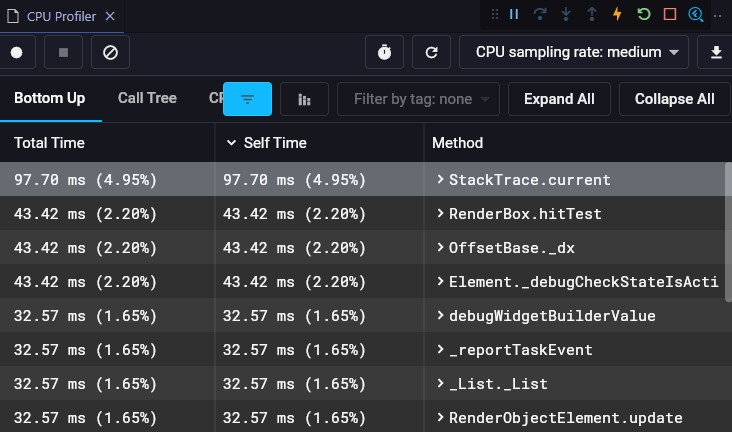 CPU Profiler
CPU sampling rate: medium
Bottom Up Call Tree CP Filter by tag: none Expand All Collapse All
Total Time Self Time Method
97.70 ms (4.95%) 97.70 ms (4.95%) StackTrace.current
43.42 ms (2.20%) 43.42 ms (2.20%) RenderBox.hitTest
43.42 ms (2.20%) 43.42 ms (2.20%) OffsetBase._dx
43.42 ms (2.20%) 43.42 ms (2.20%) Element._debugCheckStateIsActi
32.57 ms (1.65%) 32.57 ms (1.65%) debugWidgetBuilderValue
32.57 ms (1.65%) 32.57 ms (1.65%) _reportTaskEvent
32.57 ms (1.65%) 32.57 ms (1.65%) _List._List
32.57 ms (1.65%) 32.57 ms (1.65%) RenderObjectElement.update